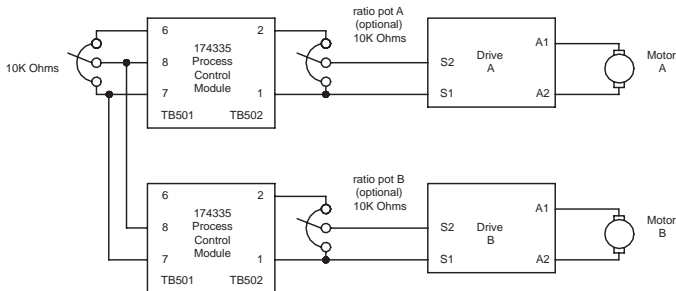 ratio pot A
(optional)
10K Ohms
6
2
174335
Process
Control
Module
8
7
1
TB501
TB502
10K Ohms
Drive
A
S2
S1
A1
A2
Motor
A
ratio pot B
(optional)
10K Ohms
6
2
174335
Process
Control
Module
8
7
1
TB501
TB502
Drive
B
S2
S1
A1
A2
Motor
B